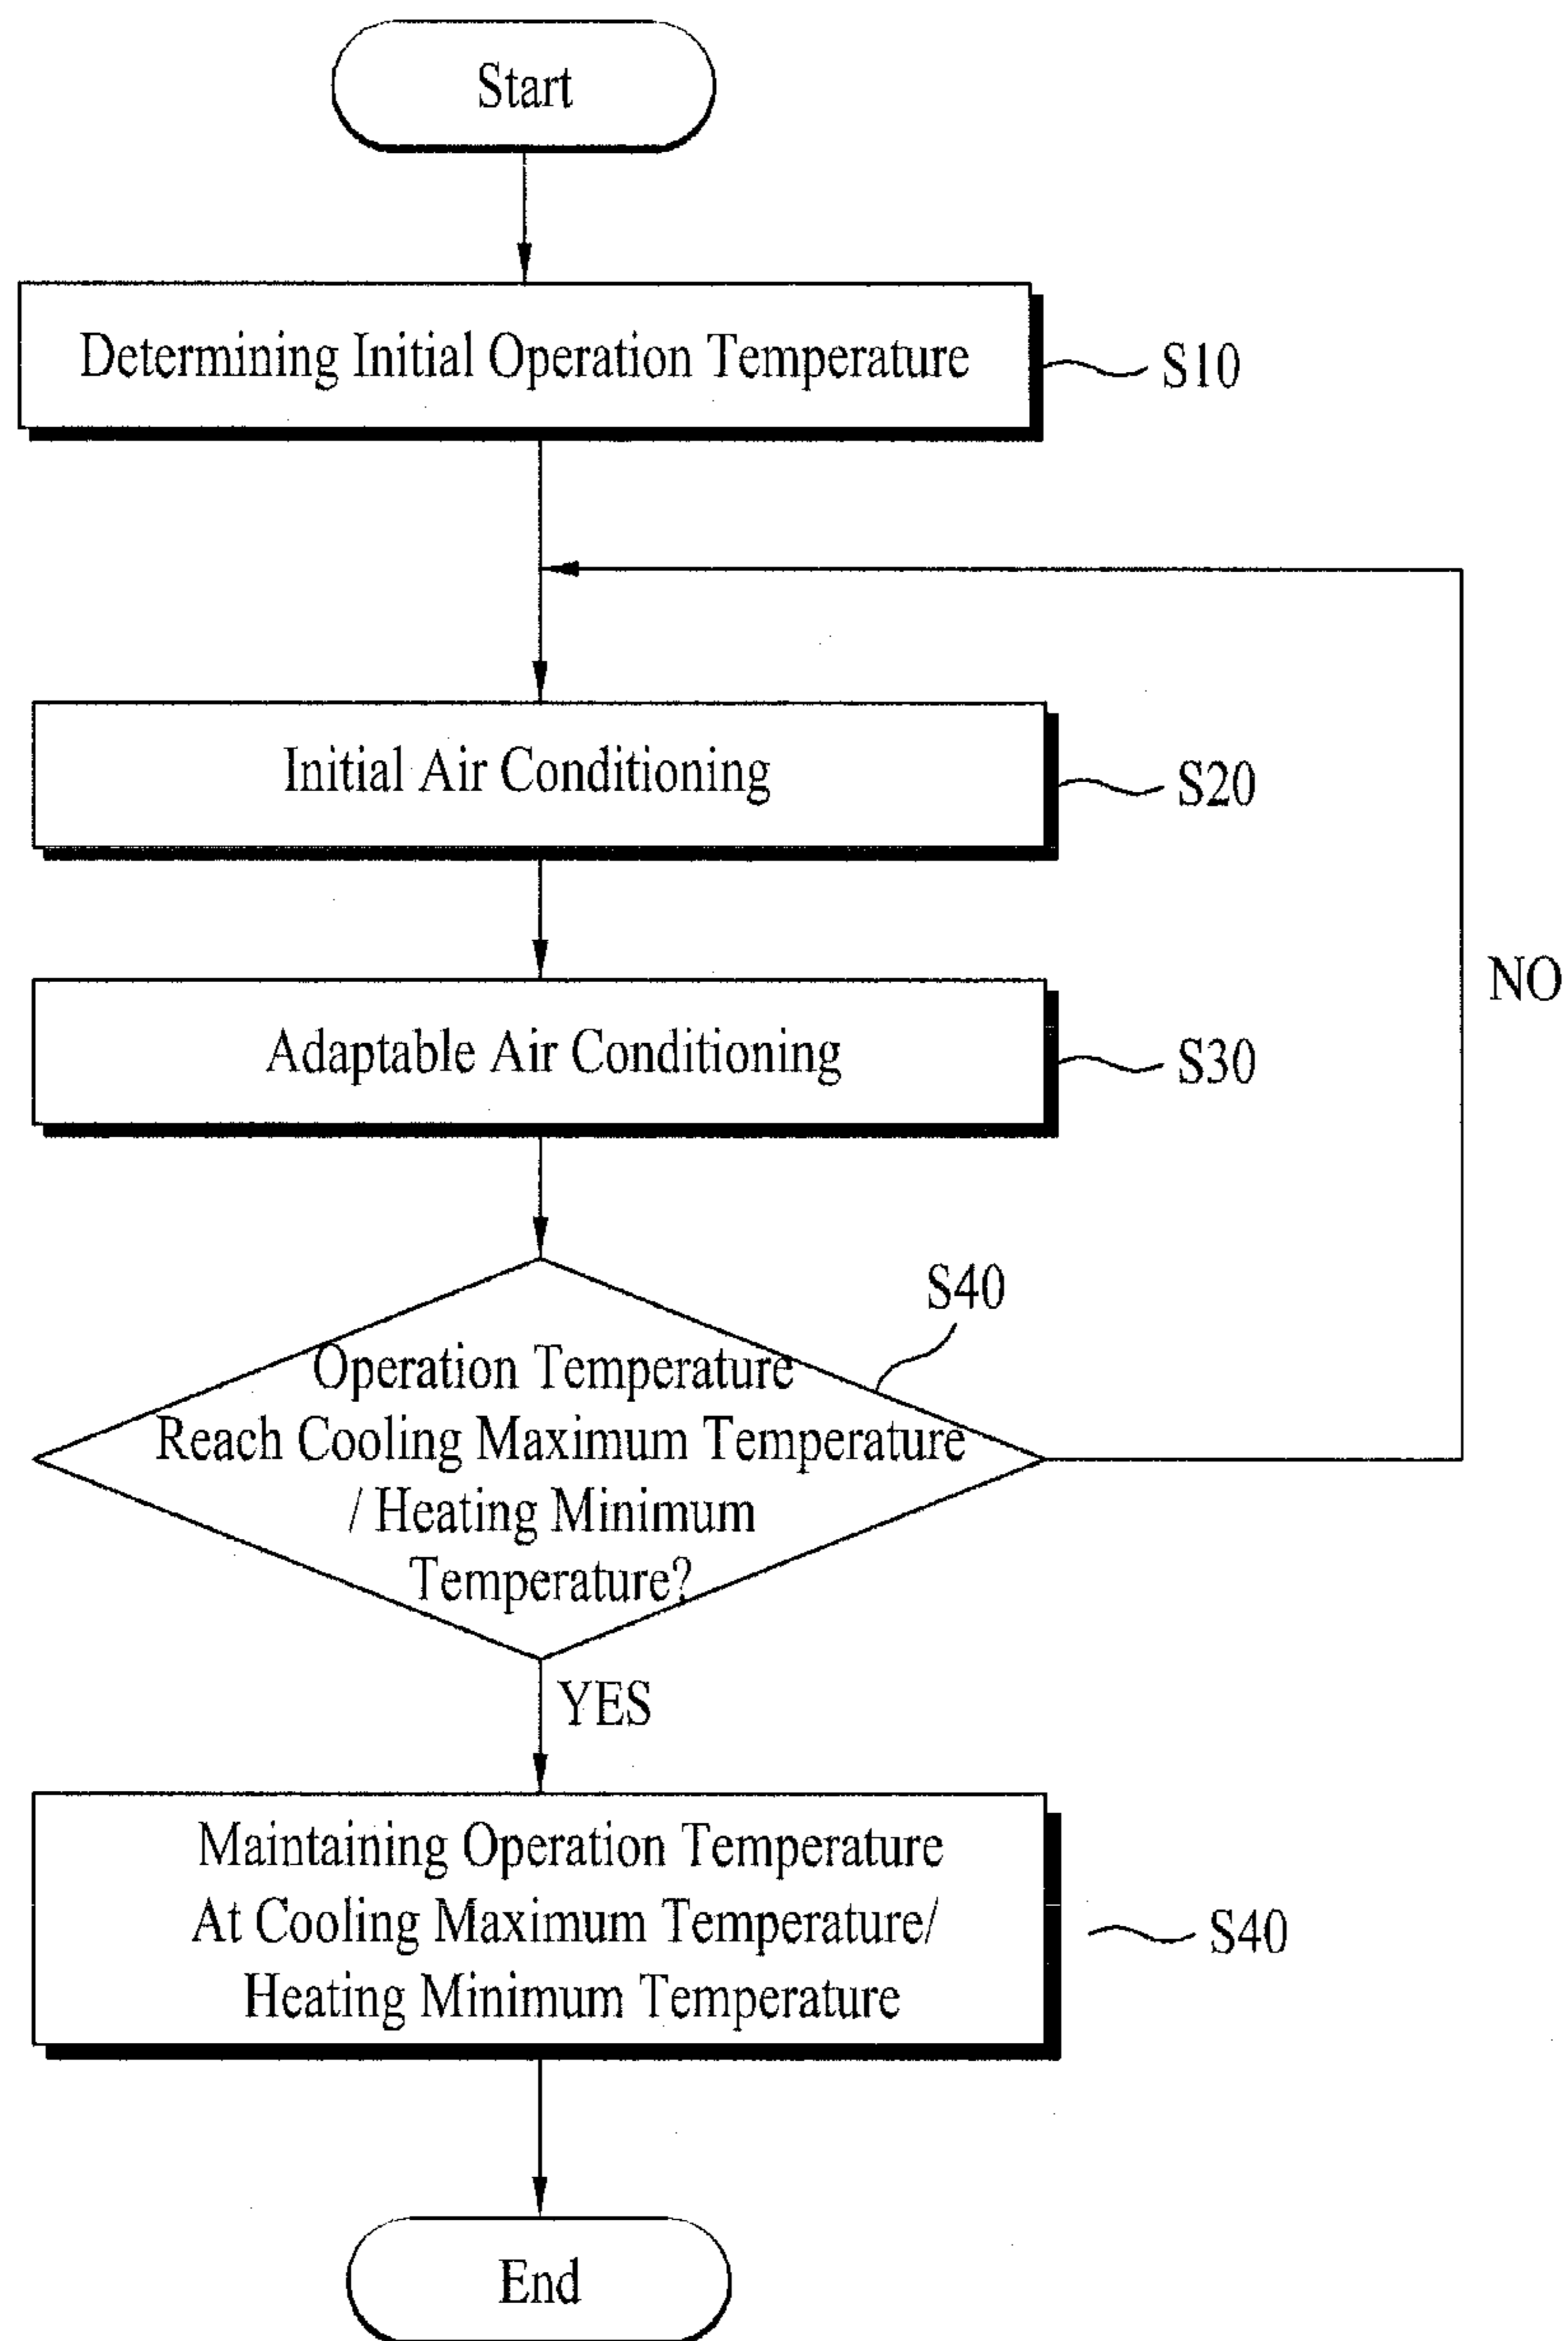 Start
Determining Initial Operation Temperature
S10
Initial Air Conditioning
S20
NO
Adaptable Air Conditioning
S30
S40
Operation Temperature
Reach Cooling Maximum Temperature
/ Heating Minimum
Temperature?
YES
Maintaining Operation Temperature
At Cooling Maximum Temperature/
Heating Minimum Temperature
S40
End